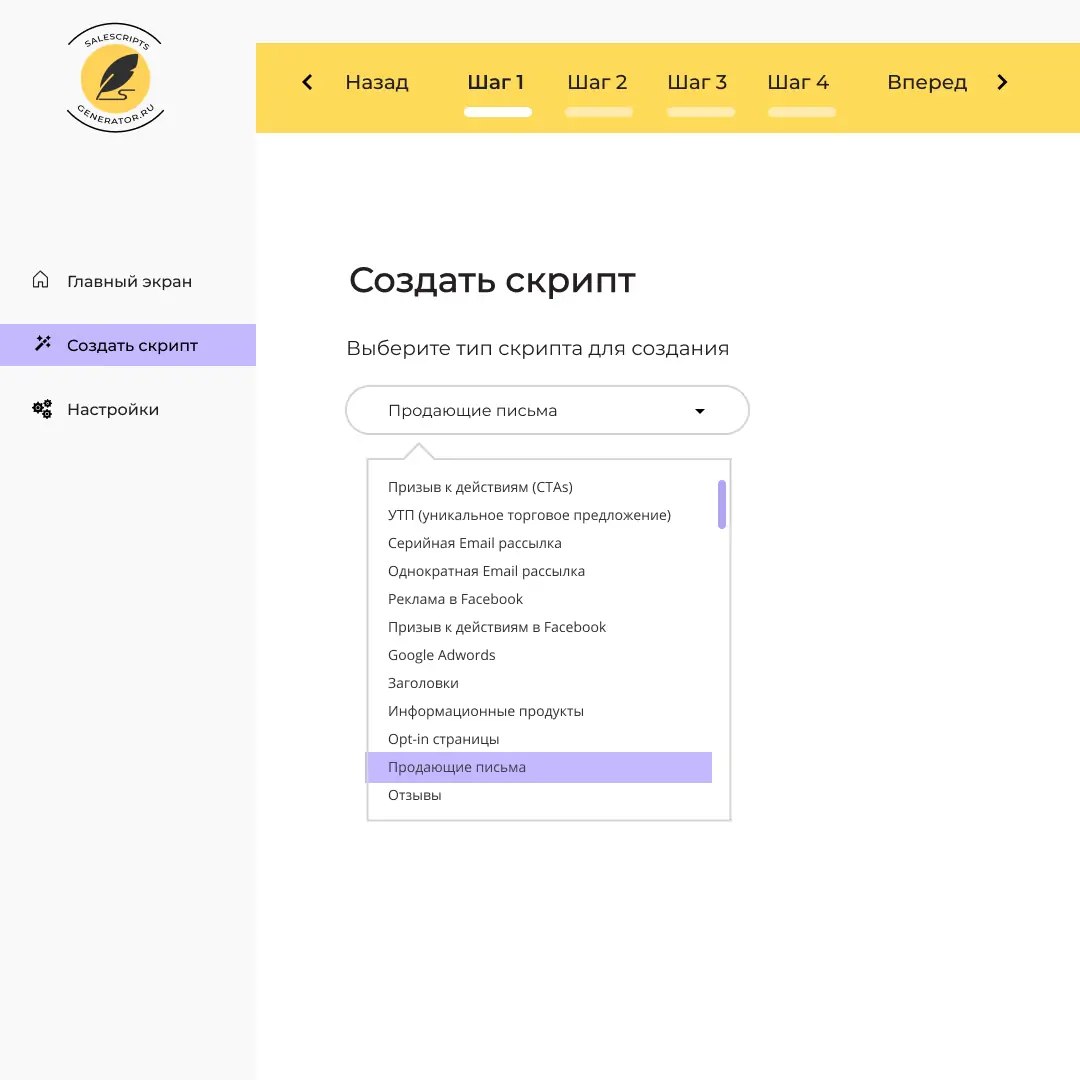 SALESCRIPTS
GENERATOR.RU
Назад
Шаг 1
Шаг 2
Шаг 3
Шаг 4
Вперед
Главный экран
Создать скрипт
Настройки
Создать скрипт
Выберите тип скрипта для создания
Продающие письма
Призыв к действиям (CTAs)
УТП (уникальное торговое предложение)
Серийная Email рассылка
Однократная Email рассылка
Реклама в Facebook
Призыв к действиям в Facebook
Google Adwords
Заголовки
Информационные продукты
Opt-in страницы
Продающие письма
Отзывы